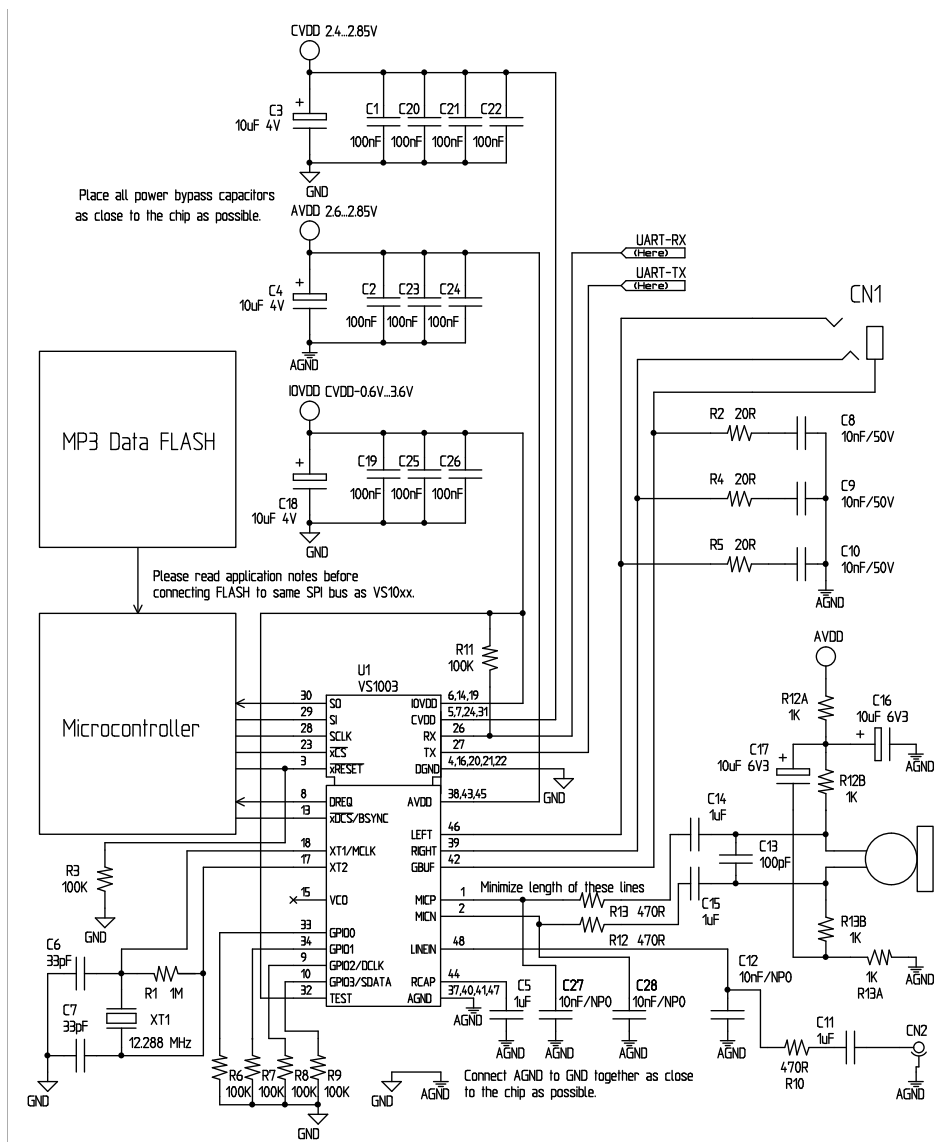 CVDD 2.4...2.85V
+
C3
10uF 4V
C1
C20
C21
C22
100nF
100nF
100nF
100nF
GND
Place all power bypass capacitors
as close to the chip as possible.
AVDD 2.6...2.85V
+
C4
10uF 4V
C2
C23
C24
100nF
100nF
100nF
AGND
UART-RX
(Here)
UART-TX
(Here)
CN1
IOVDD CVDD-0.6V...3.6V
+
C18
10uF 4V
C19
C25
C26
100nF
100nF
100nF
GND
MP3 Data FLASH
R2 20R
C8
10nF/50V
R4 20R
C9
10nF/50V
R5 20R
C10
10nF/50V
AGND
Please read application notes before
connecting FLASH to same SPI bus as VS10xx.
Microcontroller
R11
100K
U1
VS1003
30
SO
29
SI
28
SCLK
23
xCS
3
xRESET
8
DREQ
13
xDCS/BSYNC
18
XT1/MCLK
17
XT2
15
VCO
33
GPIO0
34
GPIO1
9
GPIO2/DCLK
10
GPIO3/SDATA
32
TEST
IOVDD
6,14,19
CVDD
5,7,24,31
RX
26
TX
27
DGND
4,16,20,21,22
GND
AVDD
38,43,45
LEFT
46
RIGHT
39
GBUF
42
MICP
1
MICN
2
LINEIN
48
RCAP
44
AGND
37,40,41,47
AGND
AVDD
R12A
1K
C16
10uF 6V3
+
AGND
C17
10uF 6V3
+
R12B
1K
C14
1uF
C13
100pF
C15
1uF
Minimize length of these lines
R13 470R
R12 470R
R13B
1K
1K
R13A
AGND
R3
100K
GND
C6
33pF
C7
33pF
R1 1M
XT1
12.288 MHz
GND
C5
1uF
AGND
C27
10nF/NP0
AGND
C28
10nF/NP0
AGND
C12
10nF/NP0
AGND
C11
1uF
470R
R10
CN2
AGND
R6
100K
R7
100K
R8
100K
R9
100K
GND
GND
AGND
Connect AGND to GND together as close
to the chip as possible.